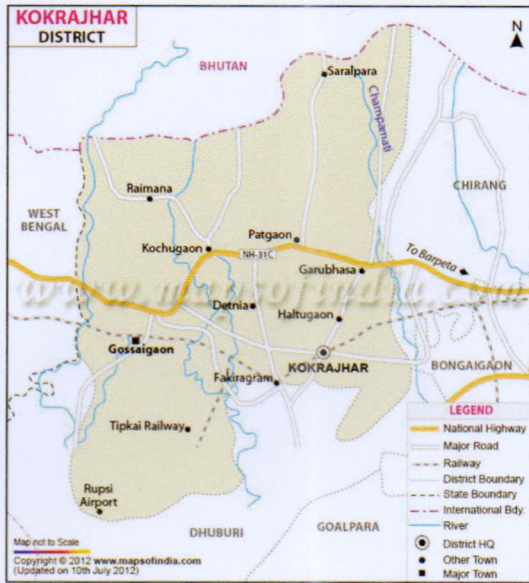 KOKRAJHAR
DISTRICT
N
BHUTAN
Saralpara
Champamati
CHIRANG
Raimana
WEST
BENGAL
Kochugaon
Patgaon
NH-31C
To Barpeta
Garubhasa
www.mapsofindia.com
Detnia
Haltugaon
Gossaigaon
KOKRAJHAR
BONGAIGAON
Fakiragram
Tipkai Railway
Rupsi
Airport
DHUBURI
GOALPARA
LEGEND
National Highway
Major Road
Railway
District Boundary
State Boundary
International Bdy.
River
District HQ
Other Town
Major Town
Map not to Scale
Copyright © 2012 www.mapsofindia.com
(Updated on 10th July 2012)